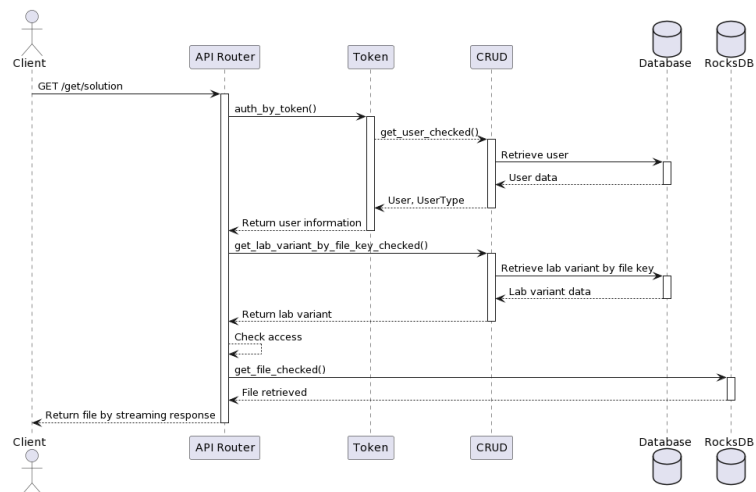 Client
API Router
Token
CRUD
Database
RocksDB
GET /get/solution
auth_by_token()
get_user_checked()
Retrieve user
User data
User, UserType
Return user information
get_lab_variant_by_file_key_checked()
Retrieve lab variant by file key
Lab variant data
Return lab variant
Check access
get_file_checked()
File retrieved
Return file by streaming response
Client
API Router
Token
CRUD
Database
RocksDB